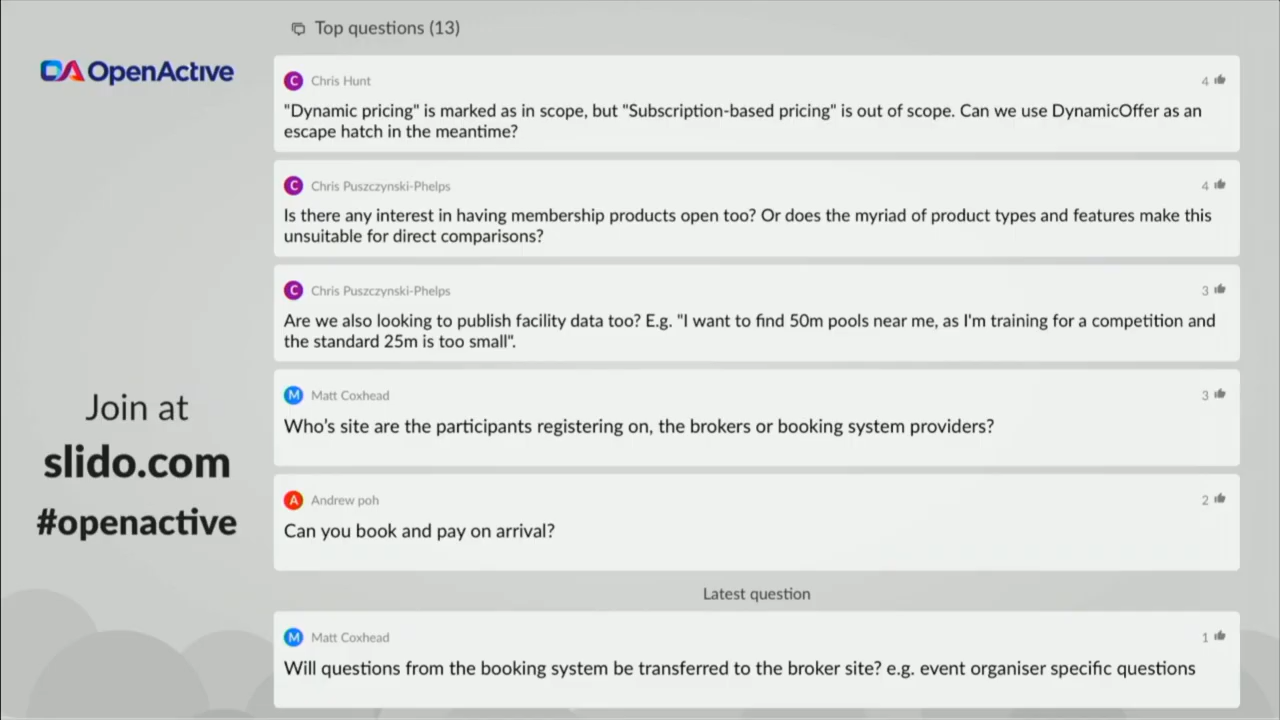 Top questions (13)
OpenActive
C Chris Hunt 4
"Dynamic pricing" is marked as in scope, but "Subscription-based pricing" is out of scope. Can we use DynamicOffer as an
escape hatch in the meantime?
C Chris Puszczynski-Phelps 4
Is there any interest in having membership products open too? Or does the myriad of product types and features make this
unsuitable for direct comparisons?
C Chris Puszczynski-Phelps 3
Are we also looking to publish facility data too? E.g. "I want to find 50m pools near me, as I'm training for a competition and
the standard 25m is too small".
M Matt Coxhead 3
Who's site are the participants registering on, the brokers or booking system providers?
A Andrew poh 2
Can you book and pay on arrival?
Latest question
M Matt Coxhead 1
Will questions from the booking system be transferred to the broker site? e.g. event organiser specific questions
Join at
slido.com
#openactive